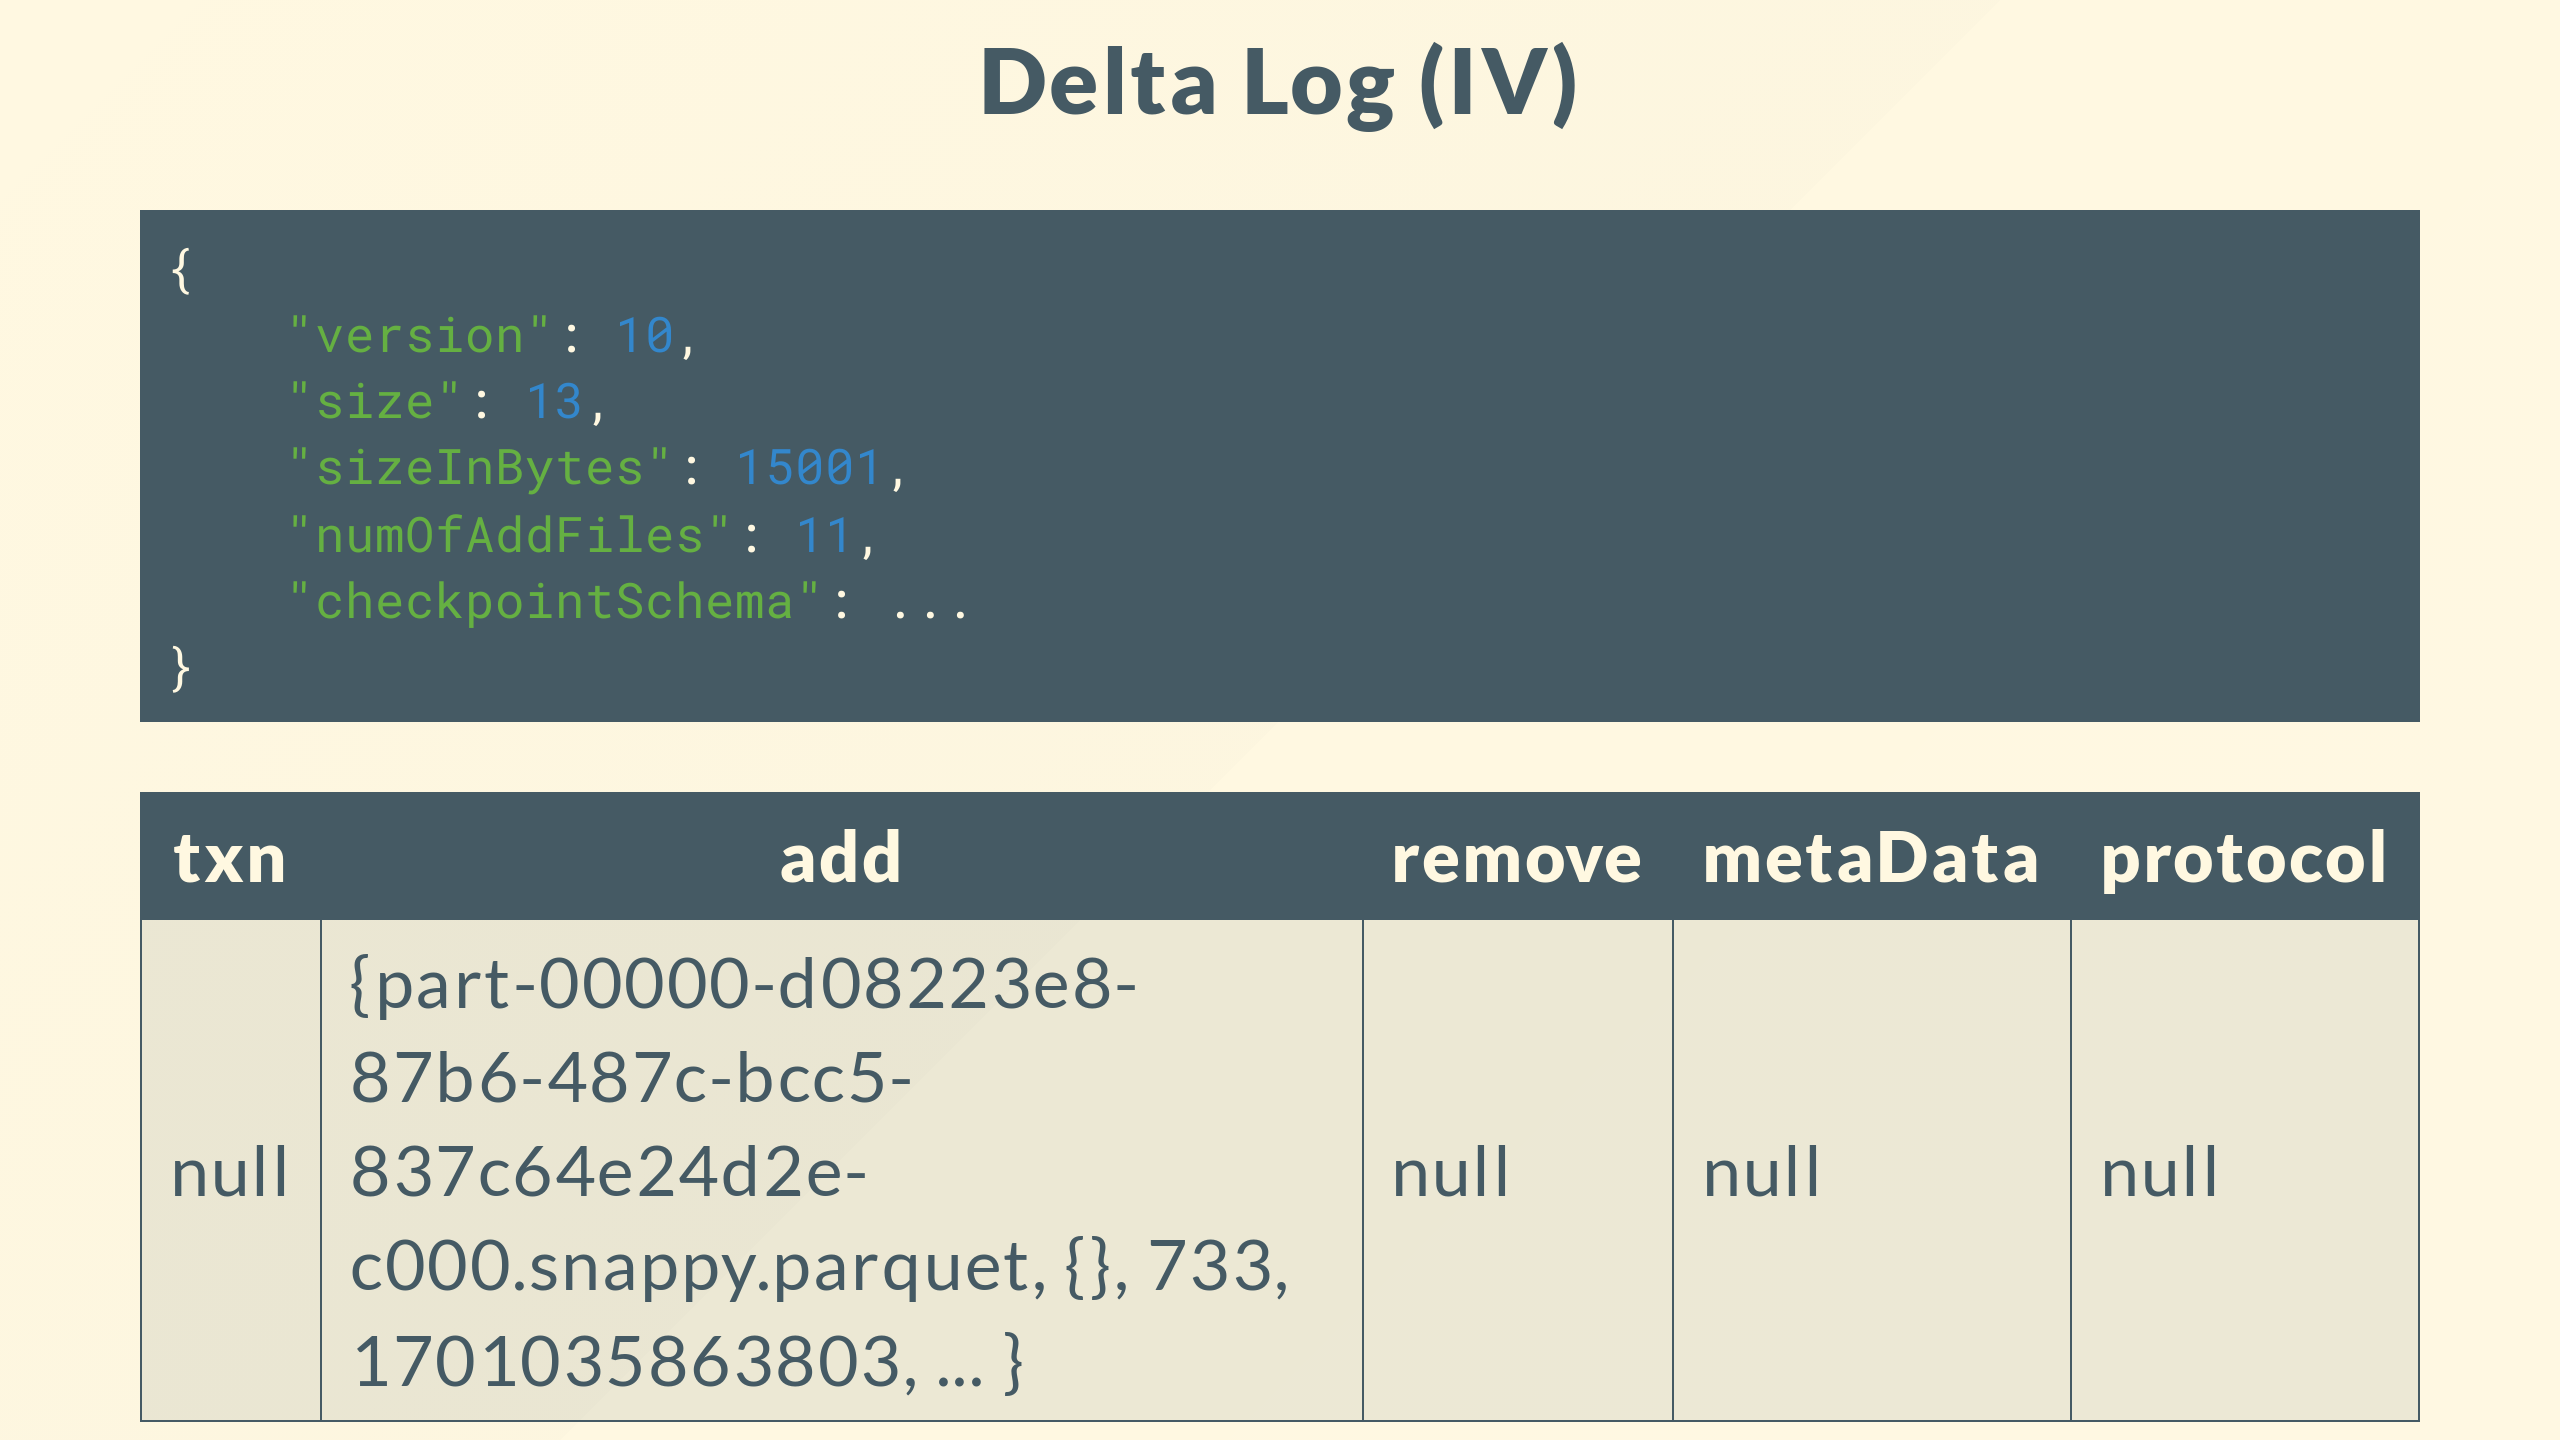 Delta Log (IV)
{
    "version": 10,
    "size": 13,
    "sizeInBytes": 15001,
    "numOfAddFiles": 11,
    "checkpointSchema": ...
}
txn add remove metaData protocol
{part-00000-d08223e8-
87b6-487c-bcc5-
null 837c64e24d2e- null null null
c000.snappy.parquet, {}, 733,
1701035863803, ... }